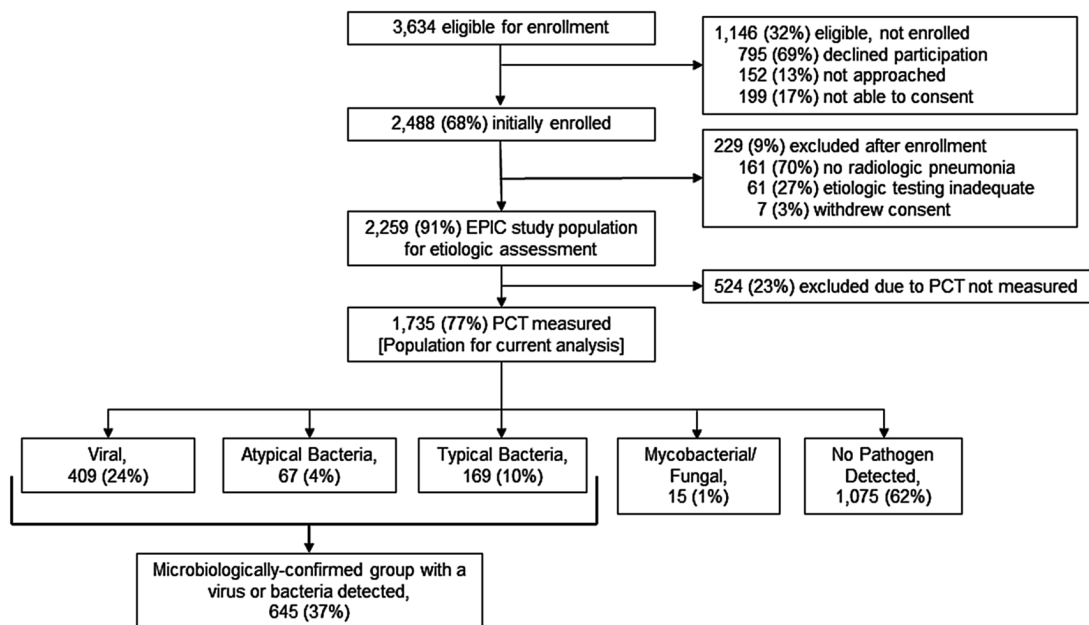 3,634 eligible for enrollment
1,146 (32%) eligible, not enrolled
795 (69%) declined participation
152 (13%) not approached
199 (17%) not able to consent
2,488 (68%) initially enrolled
229 (9%) excluded after enrollment
161 (70%) no radiologic pneumonia
61 (27%) etiologic testing inadequate
7 (3%) withdrew consent
2,259 (91%) EPIC study population
for etiologic assessment
524 (23%) excluded due to PCT not measured
1,735 (77%) PCT measured
[Population for current analysis]
Viral,
409 (24%)
Atypical Bacteria,
67 (4%)
Typical Bacteria,
169 (10%)
Mycobacterial/
Fungal,
15 (1%)
No Pathogen
Detected,
1,075 (62%)
Microbiologically-confirmed group with a
virus or bacteria detected,
645 (37%)